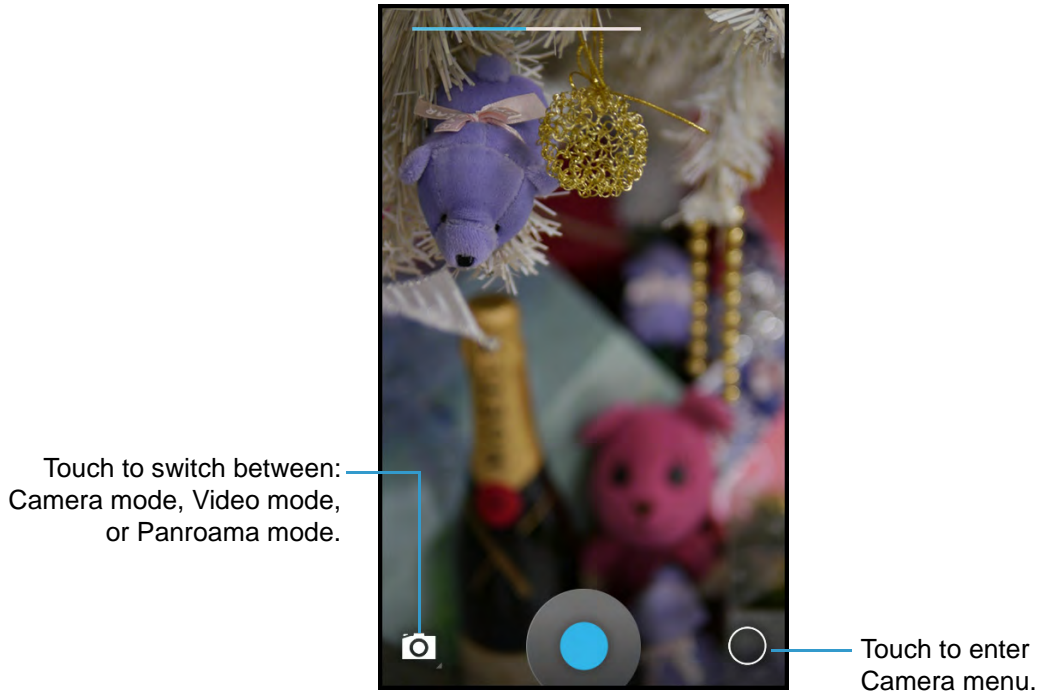 Touch to switch between:
Camera mode, Video mode,
or Panroama mode.
Touch to enter
Camera menu.